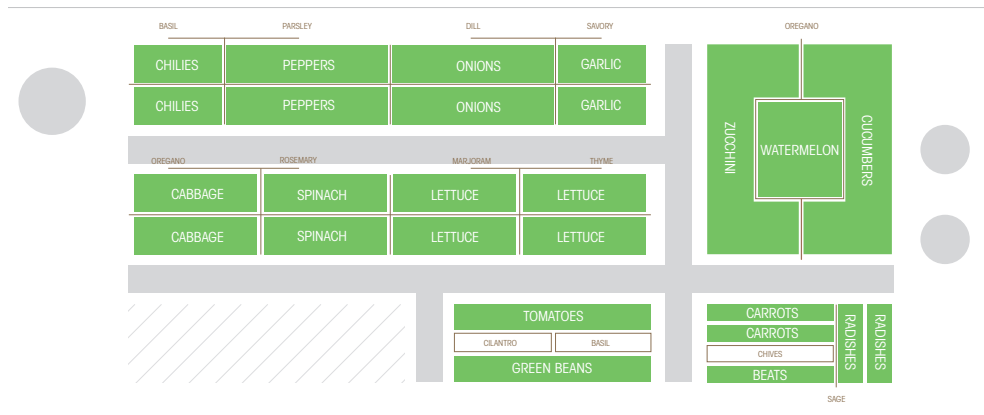 BASIL PARSLEY DILL SAVORY OREGANO
CHILIES PEPPERS ONIONS GARLIC
CHILIES PEPPERS ONIONS GARLIC
ZUCCHINI WATERMELON CUCUMBERS
OREGANO ROSEMARY MARJORAM THYME
CABBAGE SPINACH LETTUCE LETTUCE
CABBAGE SPINACH LETTUCE LETTUCE
TOMATOES
CILANTRO BASIL
GREEN BEANS
CARROTS
CARROTS
CHIVES
BEATS
RADISHES
RADISHES
SAGE